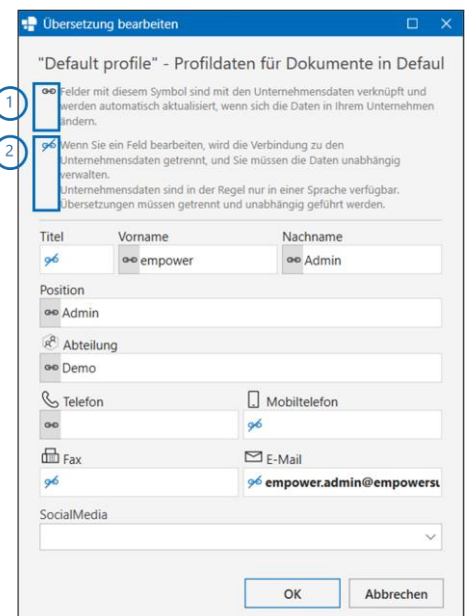 Übersetzung bearbeiten
"Default profile" - Profildaten für Dokumente in Defaul
1
Felder mit diesem Symbol sind mit den Unternehmensdaten verknüpft und
werden automatisch aktualisiert, wenn sich die Daten in Ihrem Unternehmen
ändern.
2
Wenn Sie ein Feld bearbeiten, wird die Verbindung zu den
Unternehmensdaten getrennt, und Sie müssen die Daten unabhängig
verwalten.
Unternehmensdaten sind in der Regel nur in einer Sprache verfügbar.
Übersetzungen müssen getrennt und unabhängig geführt werden.
Titel Vorname Nachname
empower Admin
Position
Admin
Abteilung
Demo
Telefon Mobiltelefon
Fax E-Mail
empower.admin@empowersu
SocialMedia
OK Abbrechen